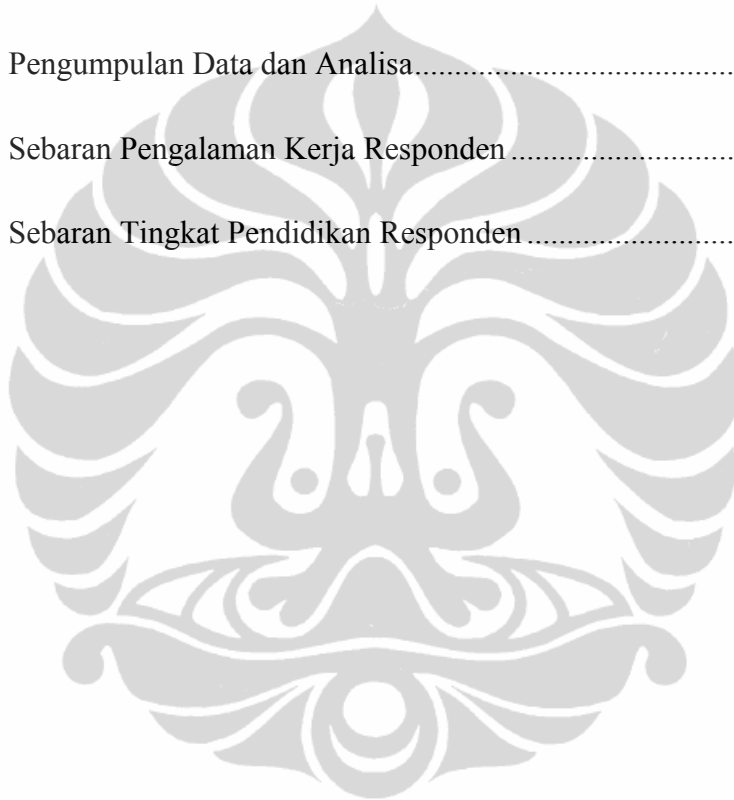 Pengumpulan Data dan Analisa............................................
Sebaran Pengalaman Kerja Responden ............................
Sebaran Tingkat Pendidikan Responden ..........................